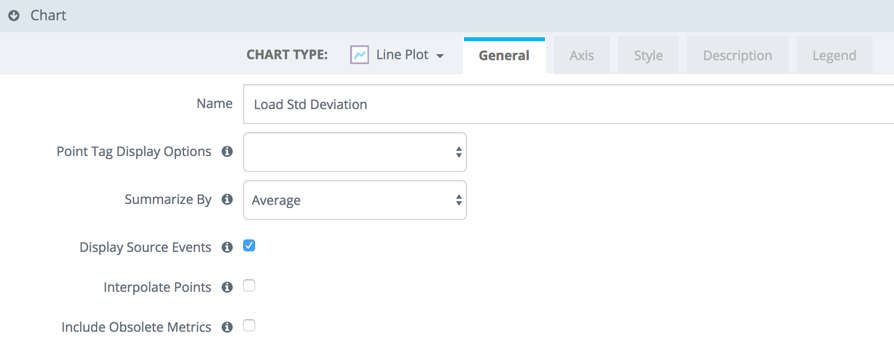 Chart
CHART TYPE: Line Plot General Axis Style Description Legend
Name Load Std Deviation
Point Tag Display Options
Summarize By Average
Display Source Events
Interpolate Points
Include Obsolete Metrics